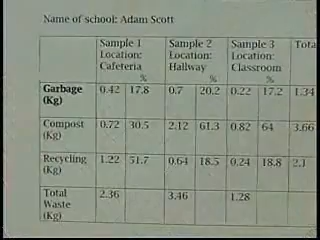 Name of school: Adam Scott
Sample 1 Sample 2 Sample 3 Tota
Location: Location: Location:
Cafeteria Hallway Classroom
% % %
Garbage 0.42 17.8 0.7 20.2 0.22 17.2 1.34
(Kg)
Compost 0.72 30.5 2.12 61.3 0.82 64 3.66
(Kg)
Recycling 1.22 51.7 0.64 18.5 0.24 18.8 2.1
(Kg)
Total 2.36 3.46 1.28
Waste
(Kg)